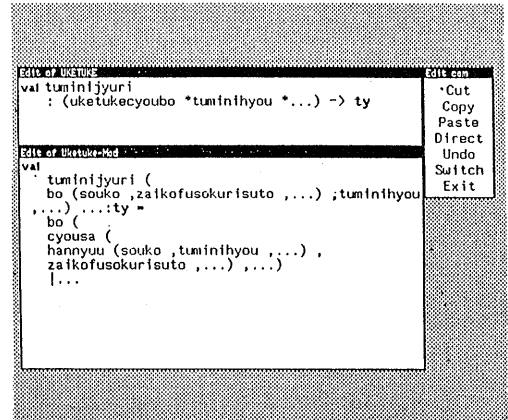 Edit of UKETUKE
val tuminijyuri
: (uketukecyoubo *tuminihyou *...) -> ty
Edit of Uketuke-Mod
val
tuminijyuri (
bo (souko ,zaikofusokurisuto ,...) ;tuminihyou
,...) ...:ty =
bo (
cyousa (
hannyuu (souko ,tuminihyou ,...) ,
zaikofusokurisuto ,...) ,...)
|...
Edit com
Cut
Copy
Paste
Direct
Undo
Switch
Exit